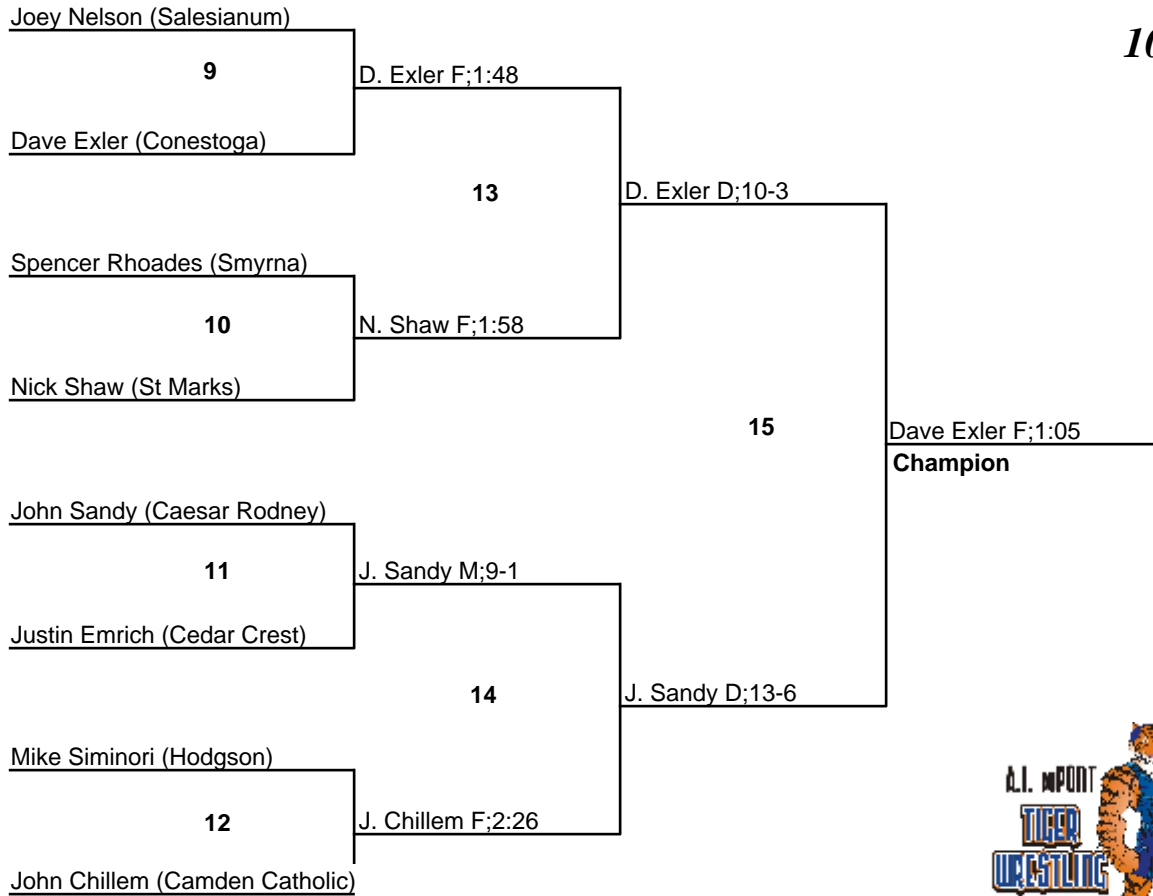 Joey Nelson (Salesianum)
10
9
D. Exler F;1:48
Dave Exler (Conestoga)
13
D. Exler D;10-3
Spencer Rhoades (Smyrna)
10
N. Shaw F;1:58
Nick Shaw (St Marks)
15
Dave Exler F;1:05
Champion
John Sandy (Caesar Rodney)
11
J. Sandy M;9-1
Justin Emrich (Cedar Crest)
14
J. Sandy D;13-6
Mike Siminori (Hodgson)
12
J. Chillem F;2:26
John Chillem (Camden Catholic)
A.I. duPONT
TIGER
WRESTLING